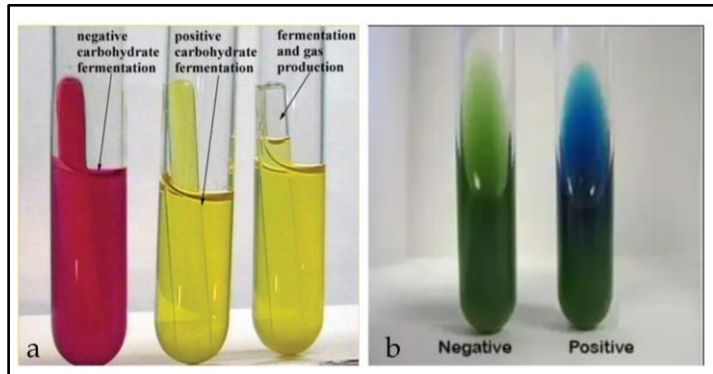 negative
carbohydrate
fermentation
positive
carbohydrate
fermentation
fermentation
and gas
production
a
b
Negative
Positive